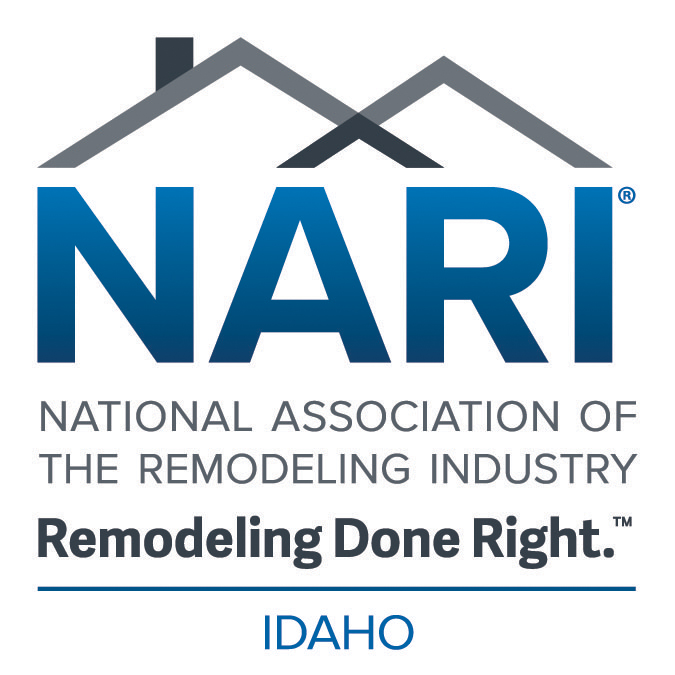 NARI®
NATIONAL ASSOCIATION OF
THE REMODELING INDUSTRY
Remodeling Done Right.™
IDAHO